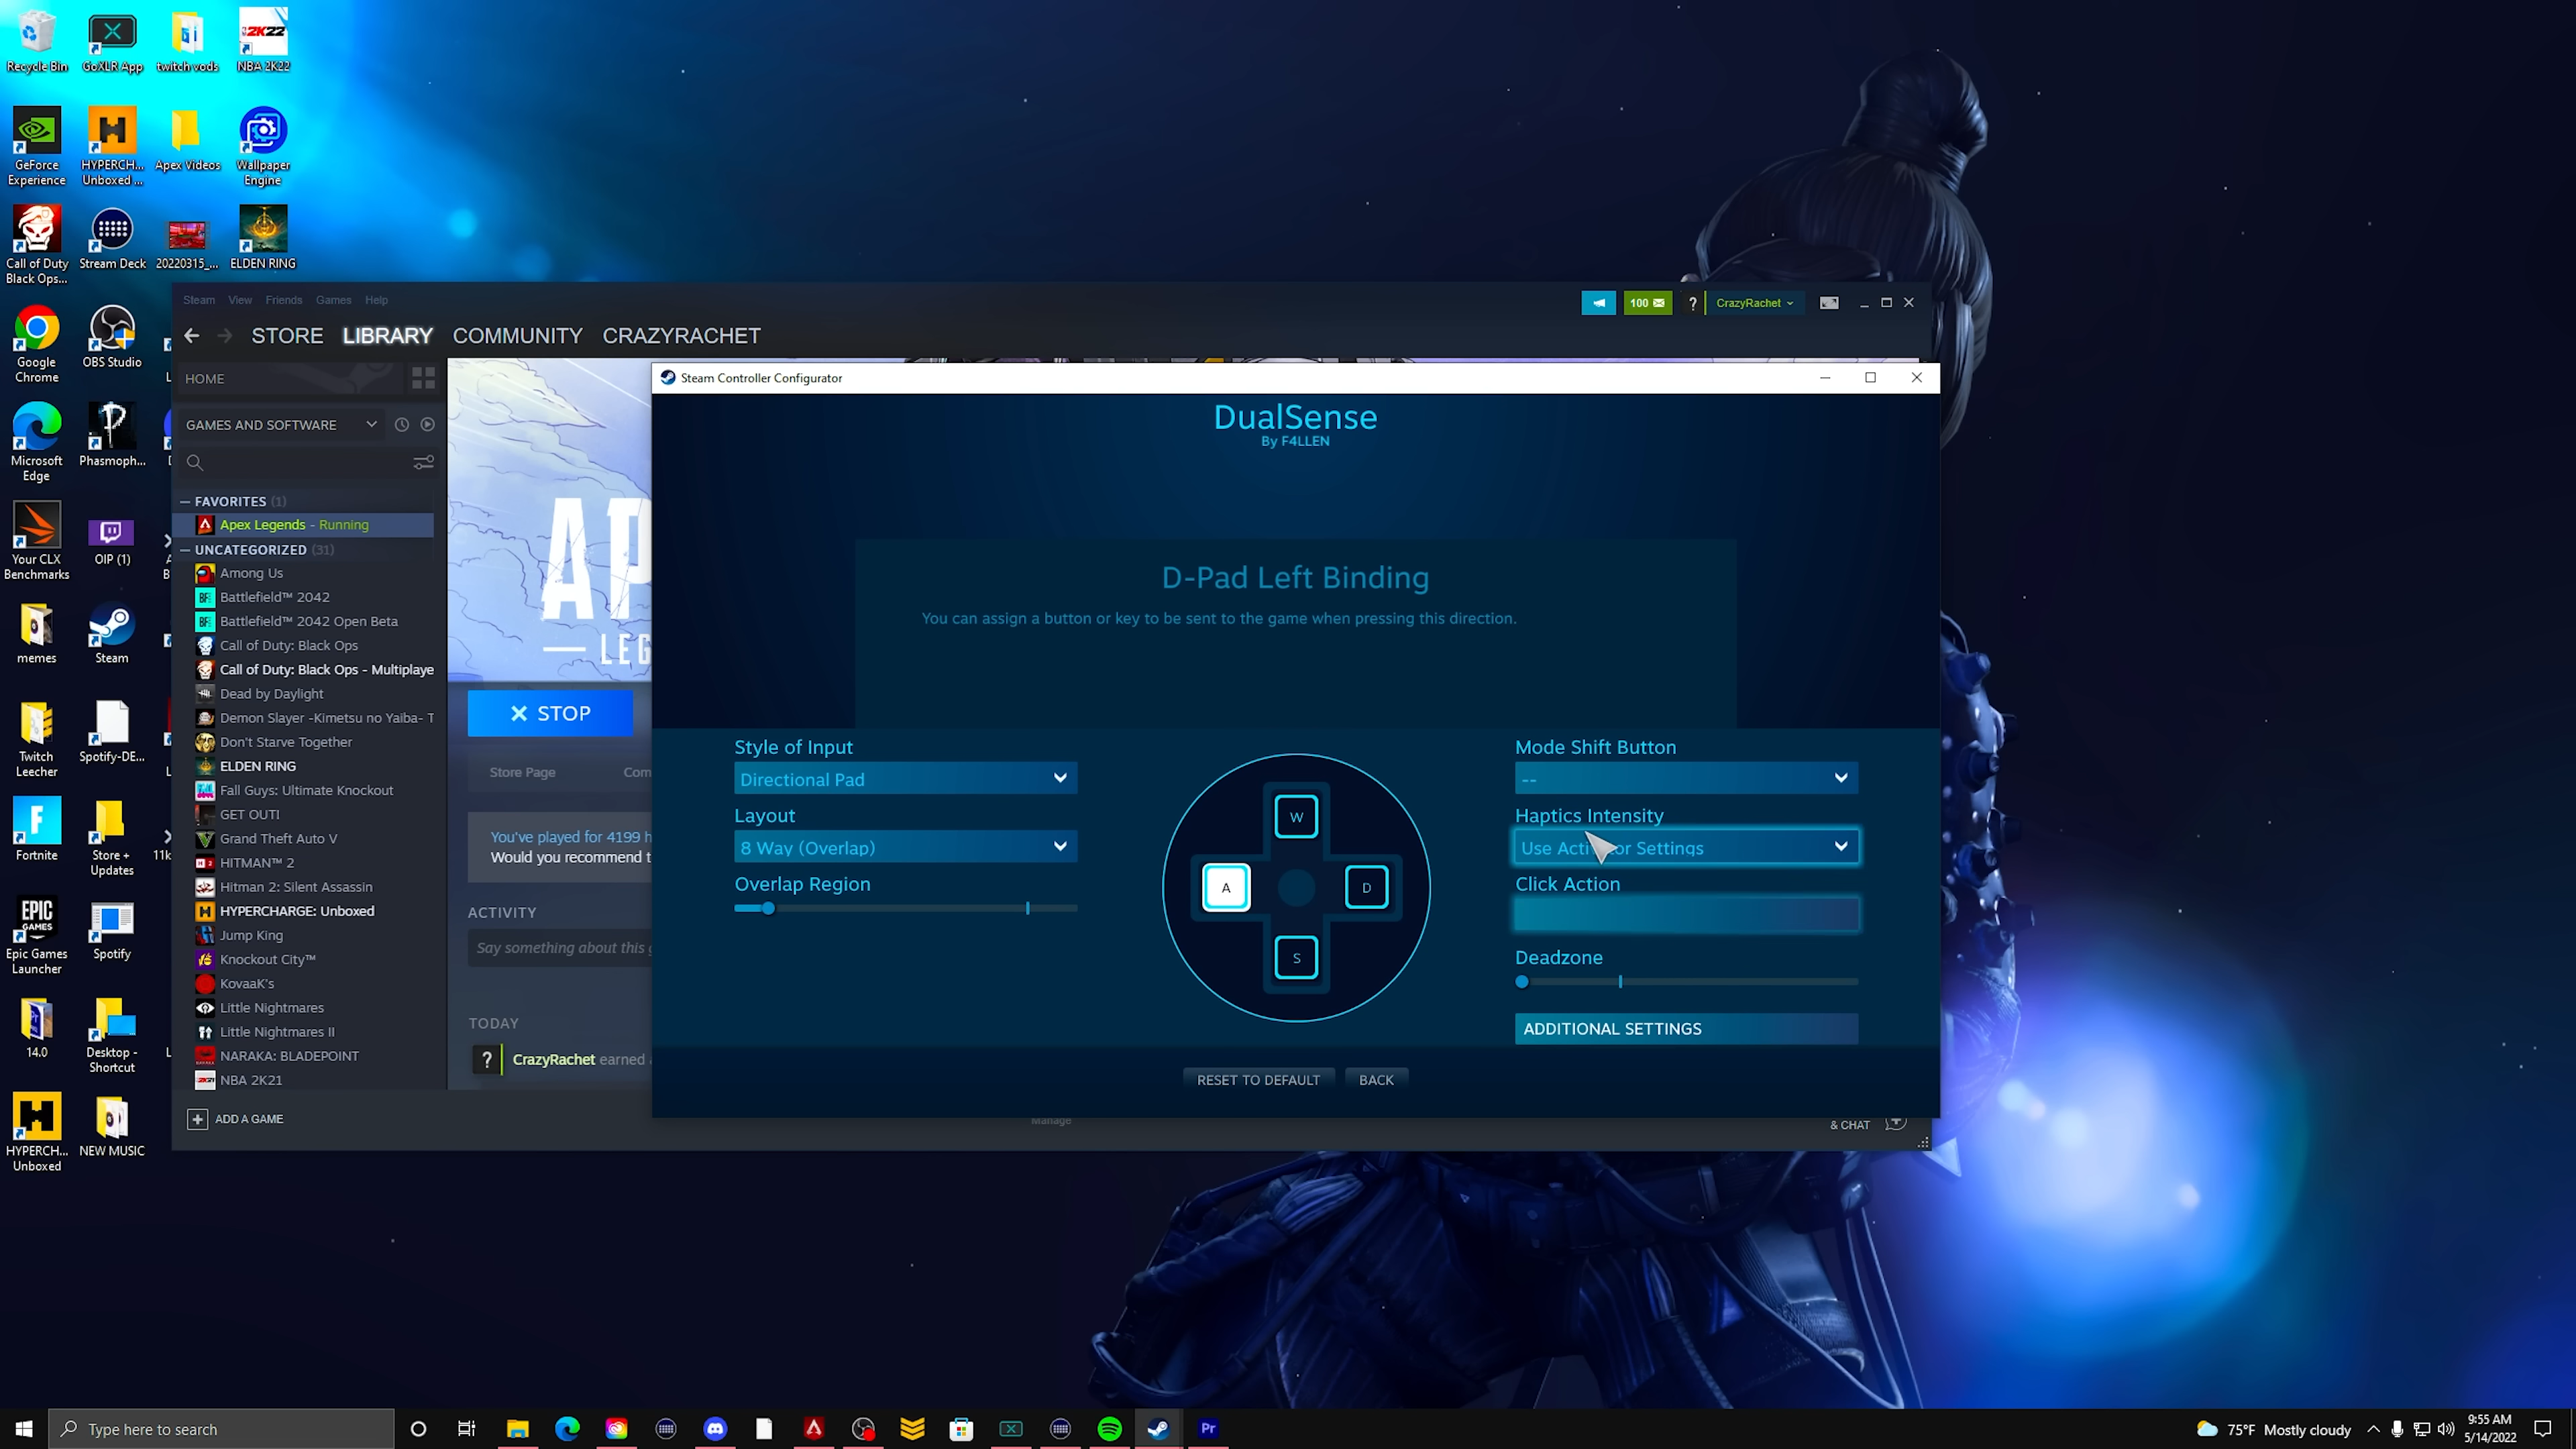 Recycle Bin
GoXLR App
twitch vods
NBA 2K22
GeForce Experience
HYPERCH... Unboxed ...
Apex Videos
Wallpaper Engine
Call of Duty Black Ops...
Stream Deck
20220315_...
ELDEN RING
Google Chrome
OBS Studio
Microsoft Edge
Phasmoph...
Your CLX Benchmarks
OIP (1)
memes
Steam
Twitch Leecher
Spotify-DE...
Fortnite
Store + Updates
11k
Epic Games Launcher
Spotify
14.0
Desktop - Shortcut
HYPERCH... Unboxed
NEW MUSIC
Steam View Friends Games Help
100
?
CrazyRachet
STORE LIBRARY COMMUNITY CRAZYRACHET
HOME
GAMES AND SOFTWARE
— FAVORITES (1)
Apex Legends - Running
— UNCATEGORIZED (31)
Among Us
Battlefield™ 2042
Battlefield™ 2042 Open Beta
Call of Duty: Black Ops
Call of Duty: Black Ops - Multiplaye
Dead by Daylight
Demon Slayer -Kimetsu no Yaiba- T
Don't Starve Together
ELDEN RING
Fall Guys: Ultimate Knockout
GET OUT!
Grand Theft Auto V
HITMAN™ 2
Hitman 2: Silent Assassin
HYPERCHARGE: Unboxed
Jump King
Knockout City™
KovaaK's
Little Nightmares
Little Nightmares II
NARAKA: BLADEPOINT
NBA 2K21
ADD A GAME
AP
LEG
STOP
Store Page
Com
You've played for 4199 h
Would you recommend t
ACTIVITY
Say something about this g
TODAY
? CrazyRachet earned
Manage
& CHAT
Steam Controller Configurator
DualSense
By F4LLEN
D-Pad Left Binding
You can assign a button or key to be sent to the game when pressing this direction.
Style of Input
Directional Pad
Layout
8 Way (Overlap)
Overlap Region
W
A
D
S
Mode Shift Button
--
Haptics Intensity
Use Settings
Click Action
Deadzone
ADDITIONAL SETTINGS
RESET TO DEFAULT
BACK
Type here to search
75°F Mostly cloudy
9:55 AM
5/14/2022